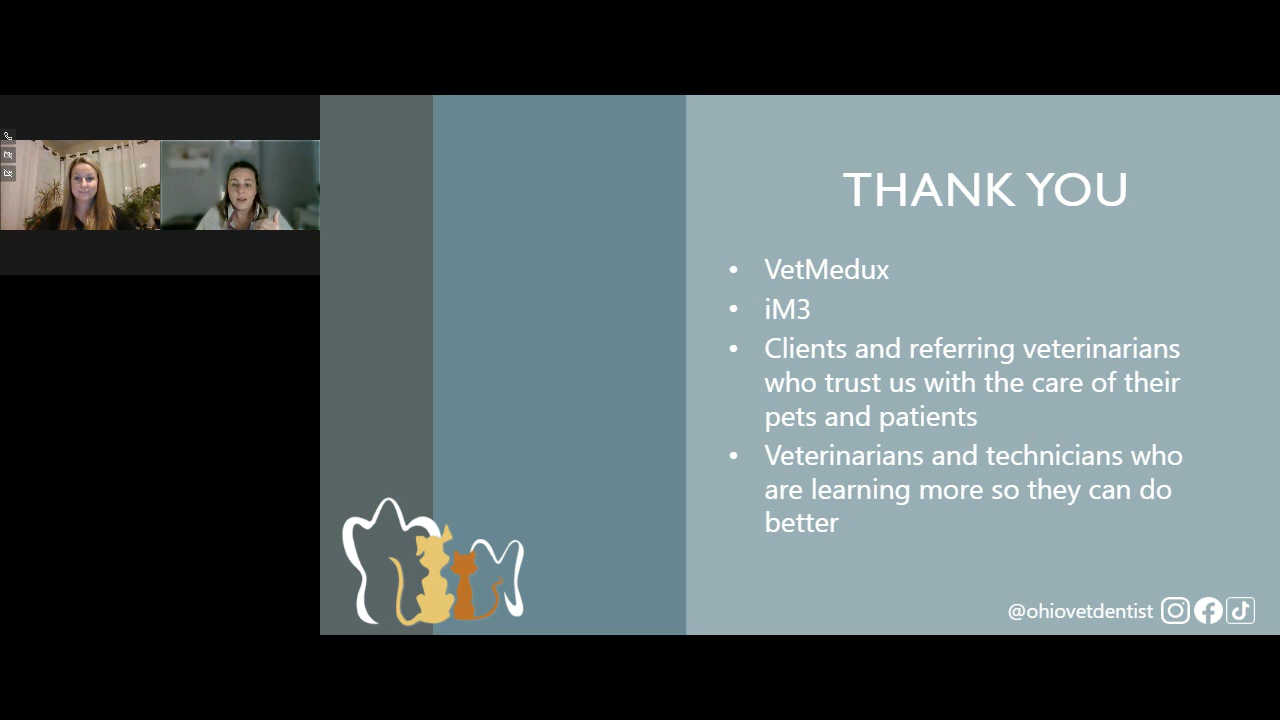 THANK YOU
• VetMedux
• iM3
• Clients and referring veterinarians
who trust us with the care of their
pets and patients
• Veterinarians and technicians who
are learning more so they can do
better
@ohiovetdentist